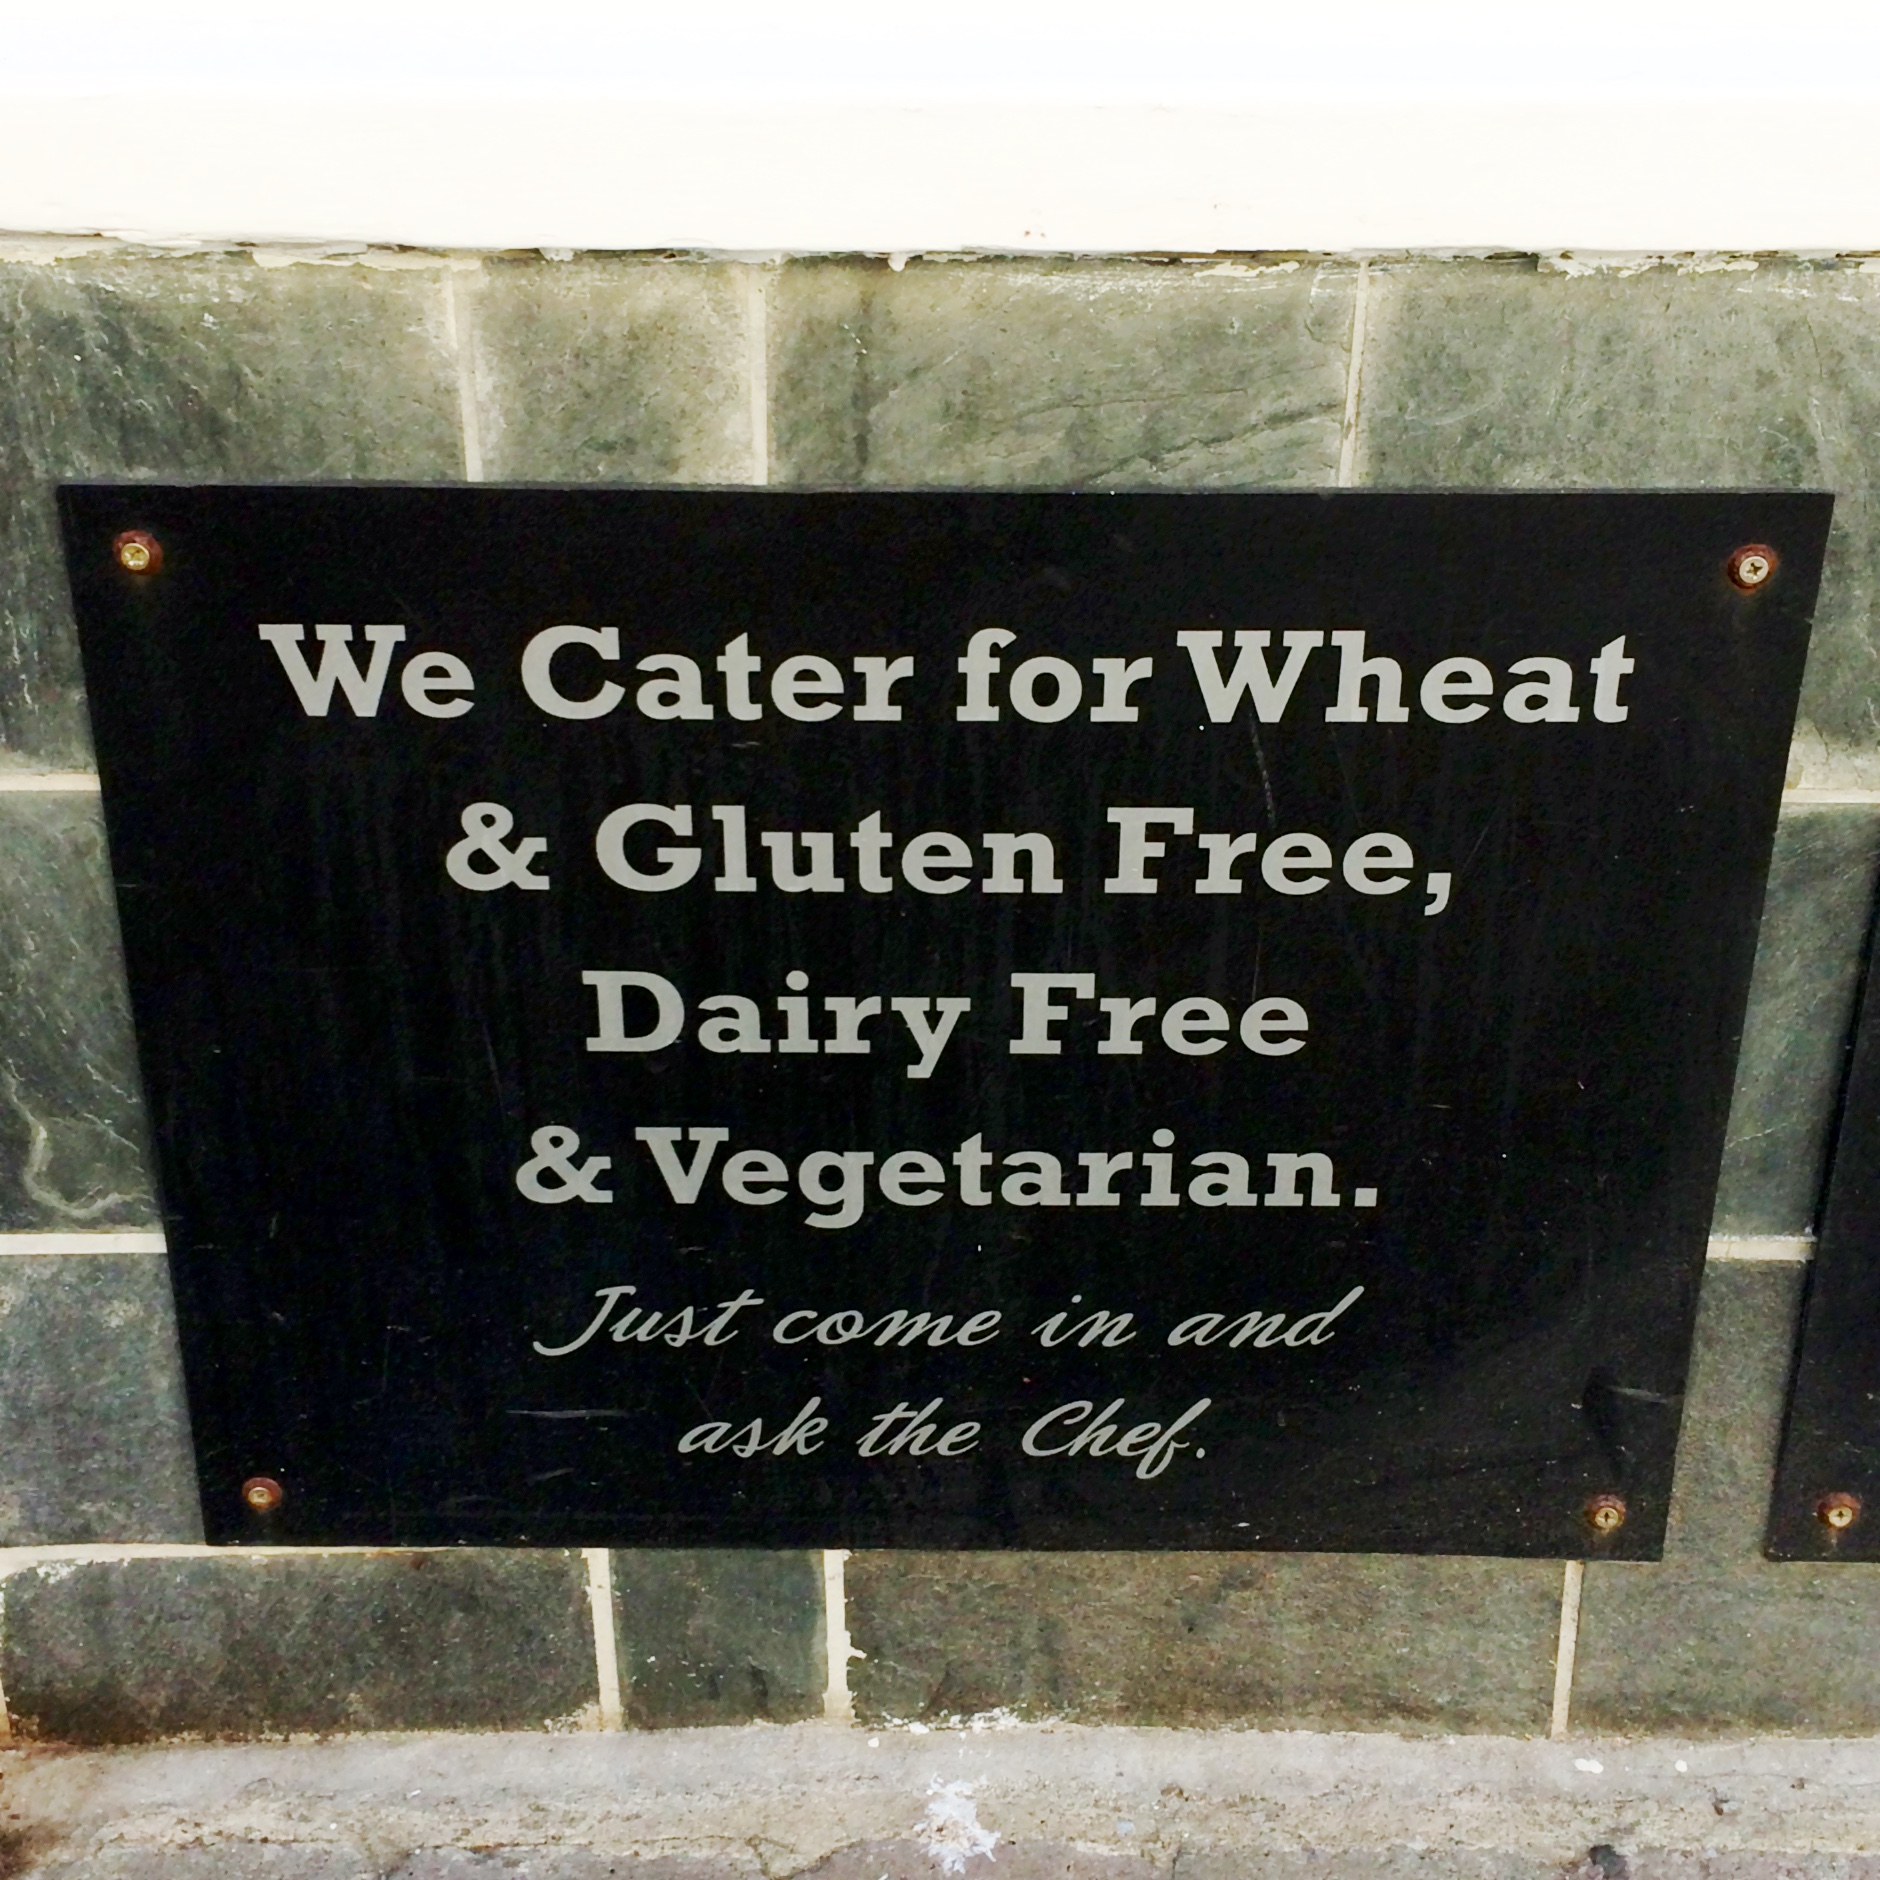 We Cater for Wheat
& Gluten Free,
Dairy Free
& Vegetarian.
Just come in and
ask the Chef.